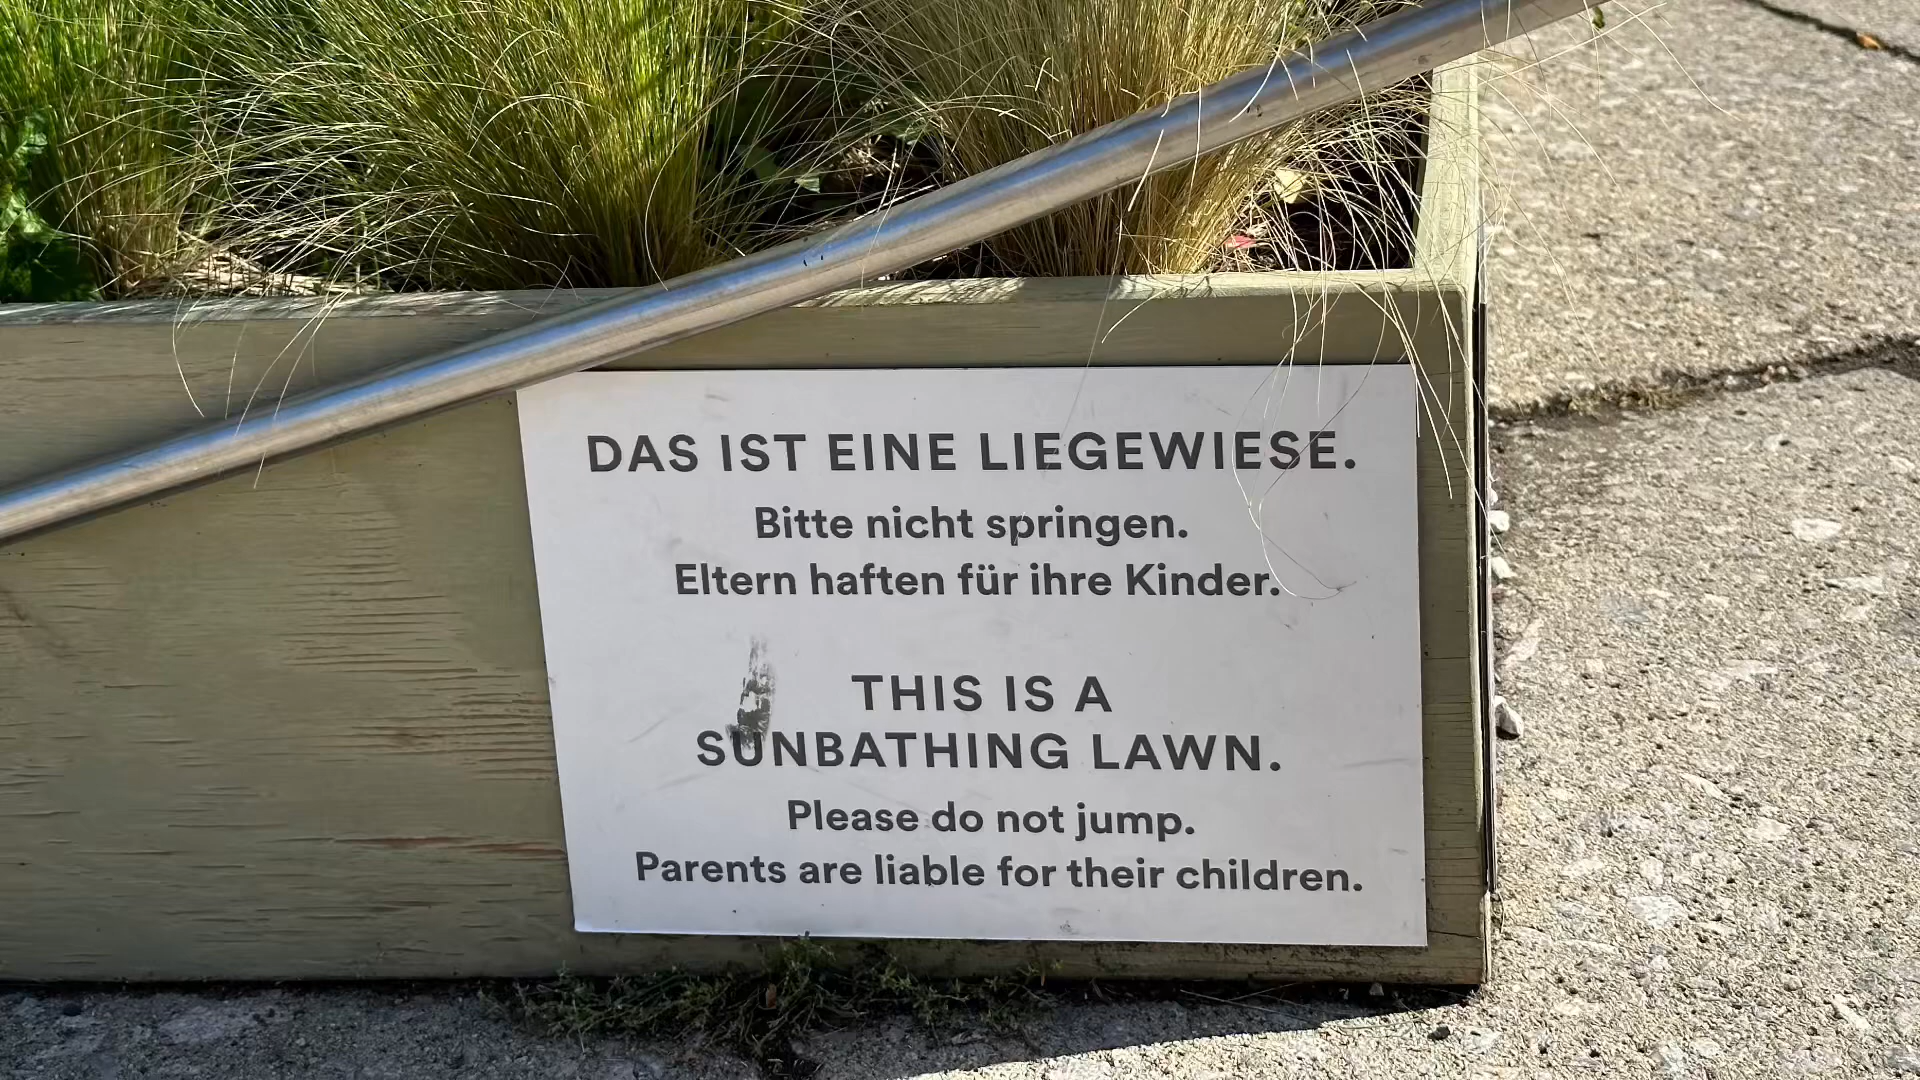 DAS IST EINE LIEGEWIESE.
Bitte nicht springen.
Eltern haften für ihre Kinder.
THIS IS A
SUNBATHING LAWN.
Please do not jump.
Parents are liable for their children.